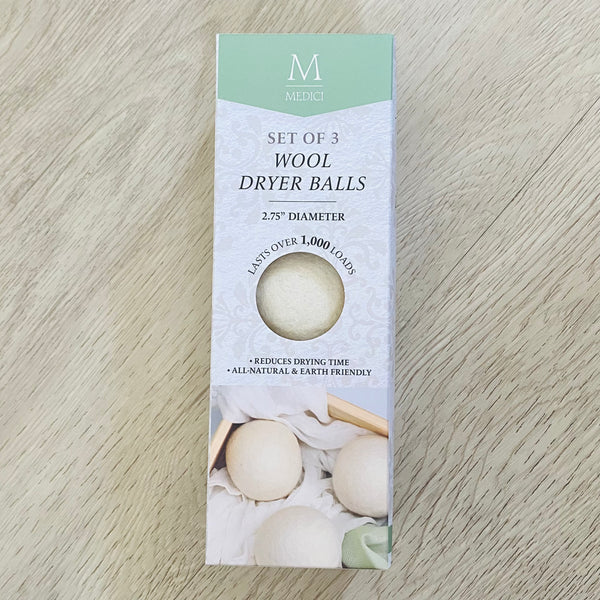 M
MEDICI
SET OF 3
WOOL
DRYER BALLS
2.75” DIAMETER
LASTS OVER 1,000 LOADS
• REDUCES DRYING TIME
• ALL-NATURAL & EARTH FRIENDLY